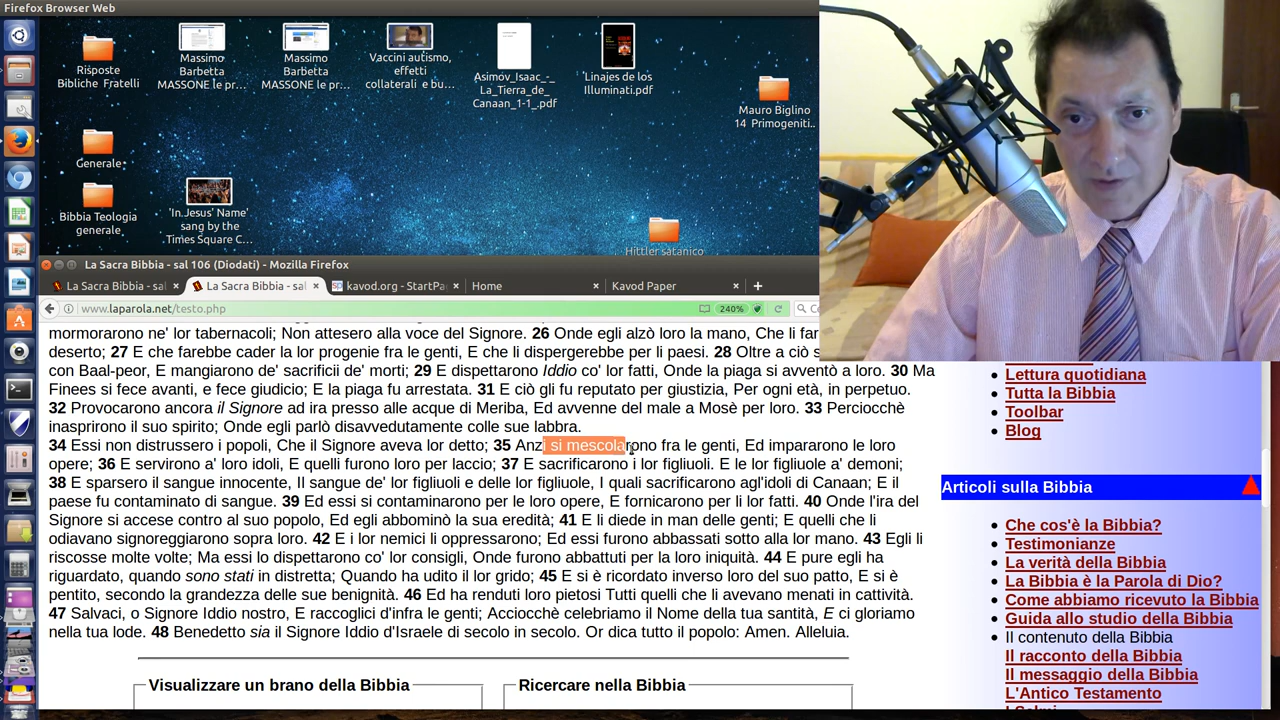 Firefox Browser Web
Risposte
Bibliche Fratelli
Massimo
Barbetta
MASSONE le pr...
Massimo
Barbetta
MASSONE le pr...
Vaccini autismo,
effetti
collaterali e bu...
Asimov_Isaac_-_
La_Tierra_de_
Canaan_1-1_.pdf
Linajes de los
Illuminati.pdf
Mauro Biglino
14 Primogeniti..
Generale
Bibbia Teologia
generale
'In Jesus' Name'
sang by the
Times Square C...
Hittler satanico
La Sacra Bibbia - sal 106 (Diodati) - Mozilla Firefox
La Sacra Bibbia - sal
La Sacra Bibbia - sal
kavod.org - StartPa
Home
Kavod Paper
www.laparola.net/testo.php
240%
mormorarono ne' lor tabernacoli; Non attesero alla voce del Signore. 26 Onde egli alzò loro la mano, Che li far
deserto; 27 E che farebbe cader la lor progenie fra le genti, E che li dispergerebbe per li paesi. 28 Oltre a ciò s
con Baal-peor, E mangiarono de' sacrificii de' morti; 29 E dispettarono Iddio co' lor fatti, Onde la piaga si avventò a loro. 30 Ma
Finees si fece avanti, e fece giudicio; E la piaga fu arrestata. 31 E ciò gli fu reputato per giustizia, Per ogni età, in perpetuo.
32 Provocarono ancora il Signore ad ira presso alle acque di Meriba, Ed avvenne del male a Mosè per loro. 33 Perciocchè
inasprirono il suo spirito; Onde egli parlò disavvedutamente colle sue labbra.
34 Essi non distrussero i popoli, Che il Signore aveva lor detto; 35 Anzi si mescolarono fra le genti, Ed impararono le loro
opere; 36 E servirono a' loro idoli, E quelli furono loro per laccio; 37 E sacrificarono i lor figliuoli. E le lor figliuole a' demoni;
38 E sparsero il sangue innocente, Il sangue de' lor figliuoli e delle lor figliuole, I quali sacrificarono agl'idoli di Canaan; E il
paese fu contaminato di sangue. 39 Ed essi si contaminarono per le loro opere, E fornicarono per li lor fatti. 40 Onde l'ira del
Signore si accese contro al suo popolo, Ed egli abbominò la sua eredità; 41 E li diede in man delle genti; E quelli che li
odiavano signoreggiarono sopra loro. 42 E i lor nemici li oppressarono; Ed essi furono abbassati sotto alla lor mano. 43 Egli li
riscosse molte volte; Ma essi lo dispettarono co' lor consigli, Onde furono abbattuti per la loro iniquità. 44 E pure egli ha
riguardato, quando sono stati in distretta; Quando ha udito il lor grido; 45 E si è ricordato inverso loro del suo patto, E si è
pentito, secondo la grandezza delle sue benignità. 46 Ed ha renduti loro pietosi Tutti quelli che li avevano menati in cattività.
47 Salvaci, o Signore Iddio nostro, E raccoglici d'infra le genti; Acciocchè celebriamo il Nome della tua santità, E ci gloriamo
nella tua lode. 48 Benedetto sia il Signore Iddio d'Israele di secolo in secolo. Or dica tutto il popolo: Amen. Alleluia.
Visualizzare un brano della Bibbia
Ricercare nella Bibbia
Lettura quotidiana
Tutta la Bibbia
Toolbar
Blog
Articoli sulla Bibbia
Che cos'è la Bibbia?
Testimonianze
La verità della Bibbia
La Bibbia è la Parola di Dio?
Come abbiamo ricevuto la Bibbia
Guida allo studio della Bibbia
Il contenuto della Bibbia
Il racconto della Bibbia
Il messaggio della Bibbia
L'Antico Testamento